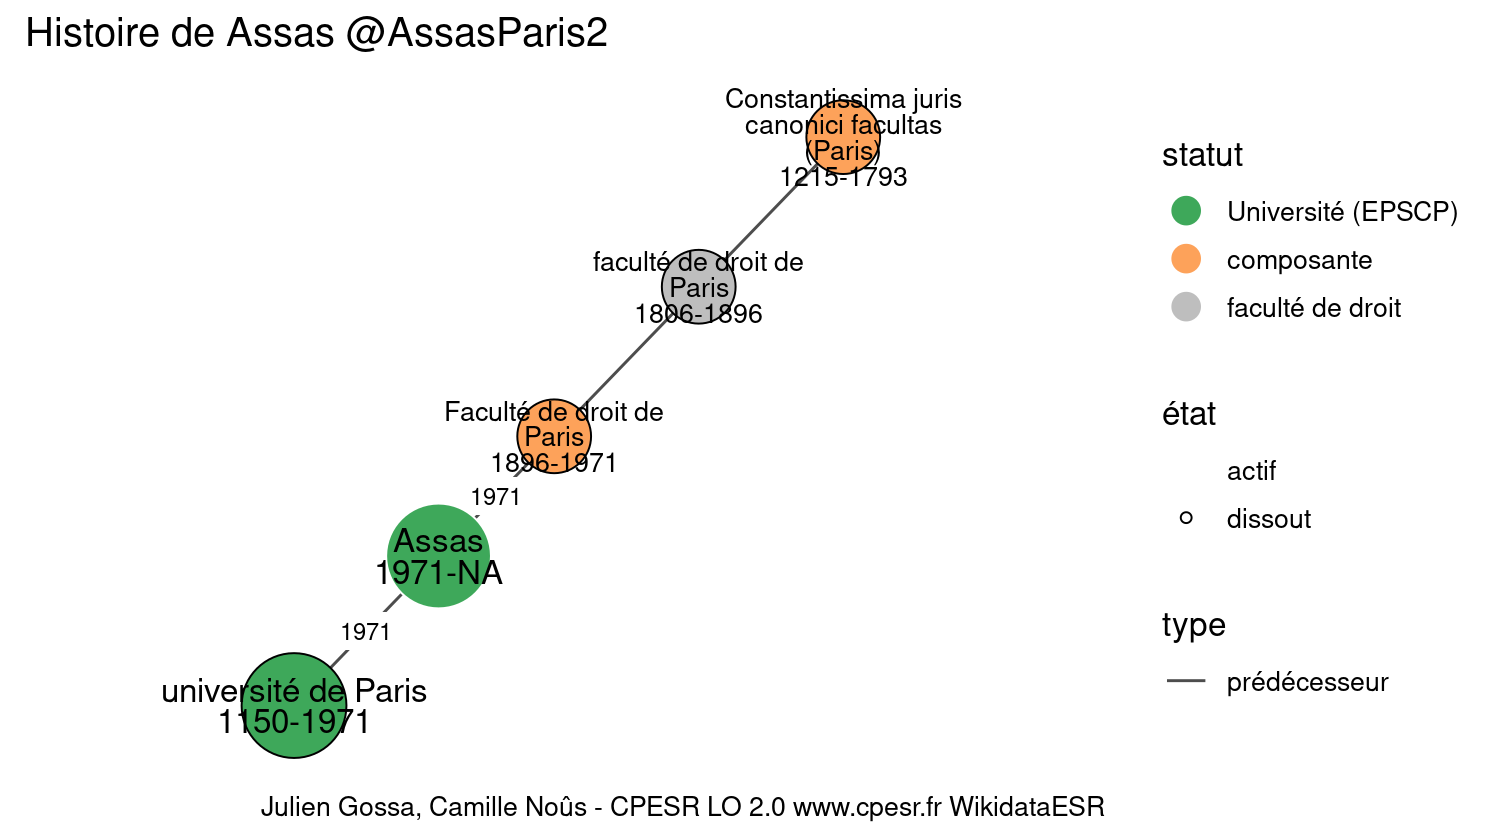 Histoire de Assas @AssasParis2
Constantissima juris
canonici facultas
(Paris)
1215-1793
faculté de droit de
Paris
1806-1896
Faculté de droit de
Paris
1896-1971
1971
Assas
1971-NA
1971
université de Paris
1150-1971
statut
Université (EPSCP)
composante
faculté de droit
état
actif
dissout
type
prédécesseur
Julien Gossa, Camille Noûs - CPESR LO 2.0 www.cpesr.fr WikidataESR